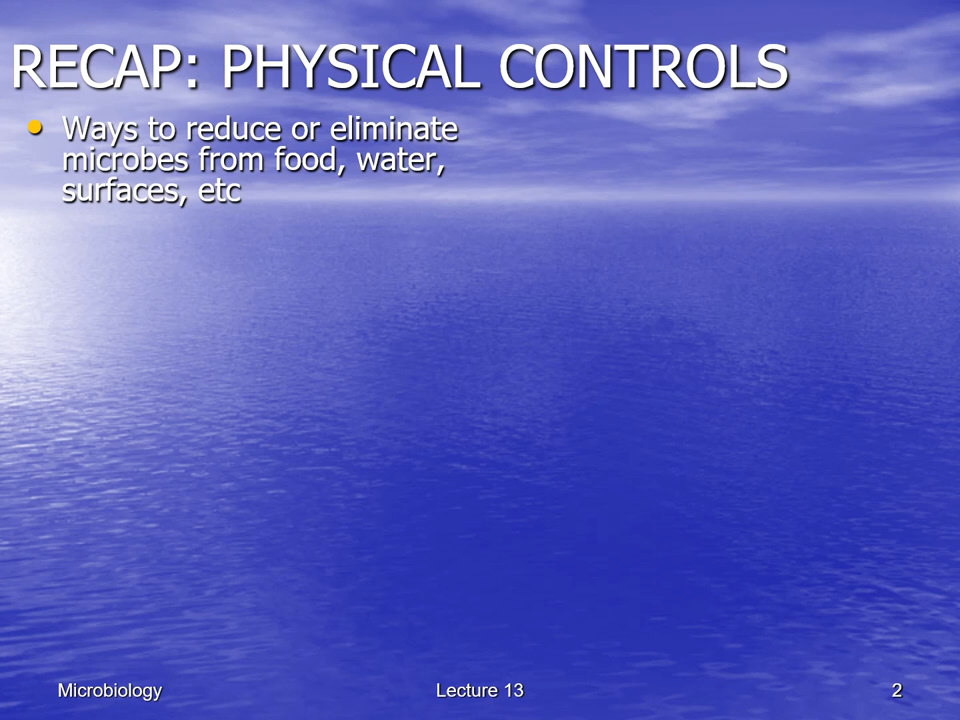 RECAP: PHYSICAL CONTROLS
• Ways to reduce or eliminate
microbes from food, water,
surfaces, etc
Microbiology
Lecture 13
2